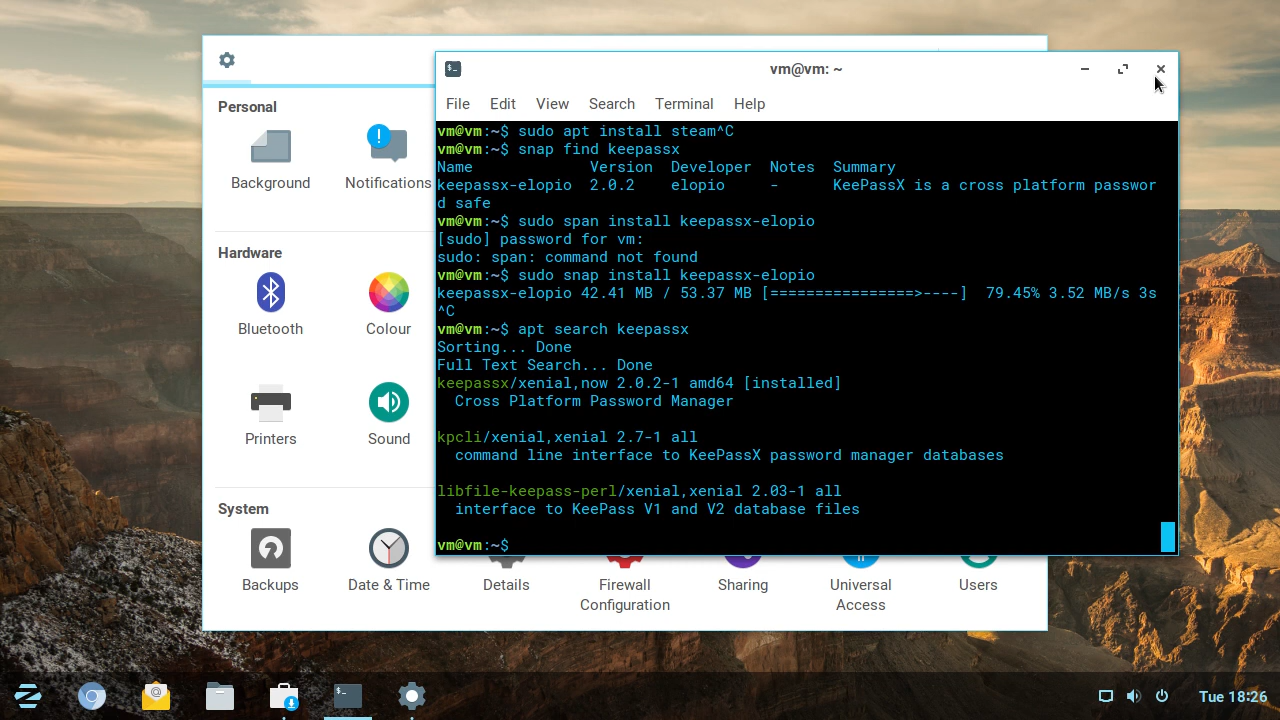 vm@vm: ~
File Edit View Search Terminal Help
vm@vm:~$ sudo apt install steam^C
vm@vm:~$ snap find keepassx
Name Version Developer Notes Summary
keepassx-elopio 2.0.2 elopio - KeePassX is a cross platform passwor
d safe
vm@vm:~$ sudo span install keepassx-elopio
[sudo] password for vm:
sudo: span: command not found
vm@vm:~$ sudo snap install keepassx-elopio
keepassx-elopio 42.41 MB / 53.37 MB [================>----] 79.45% 3.52 MB/s 3s
^C
vm@vm:~$ apt search keepassx
Sorting... Done
Full Text Search... Done
keepassx/xenial,now 2.0.2-1 amd64 [installed]
Cross Platform Password Manager
kpcli/xenial,xenial 2.7-1 all
command line interface to KeePassX password manager databases
libfile-keepass-perl/xenial,xenial 2.03-1 all
interface to KeePass V1 and V2 database files
vm@vm:~$
Personal
Background Notifications
Hardware
Bluetooth Colour
Printers Sound
System
Backups Date & Time Details Firewall Configuration Sharing Universal Access Users
Tue 18:26